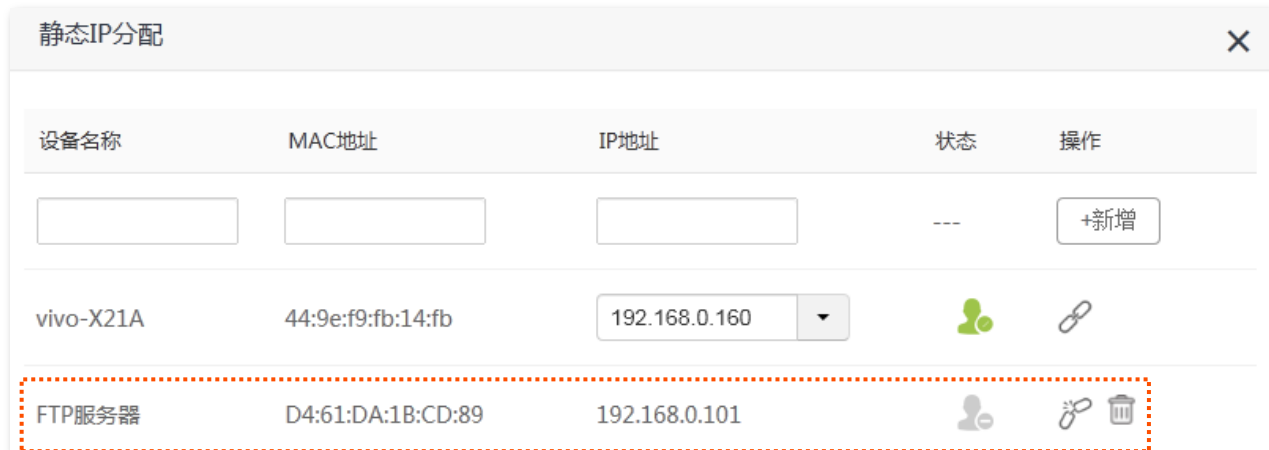 静态IP分配
设备名称 MAC地址 IP地址 状态 操作
--- +新增
vivo-X21A 44:9e:f9:fb:14:fb 192.168.0.160
FTP服务器 D4:61:DA:1B:CD:89 192.168.0.101